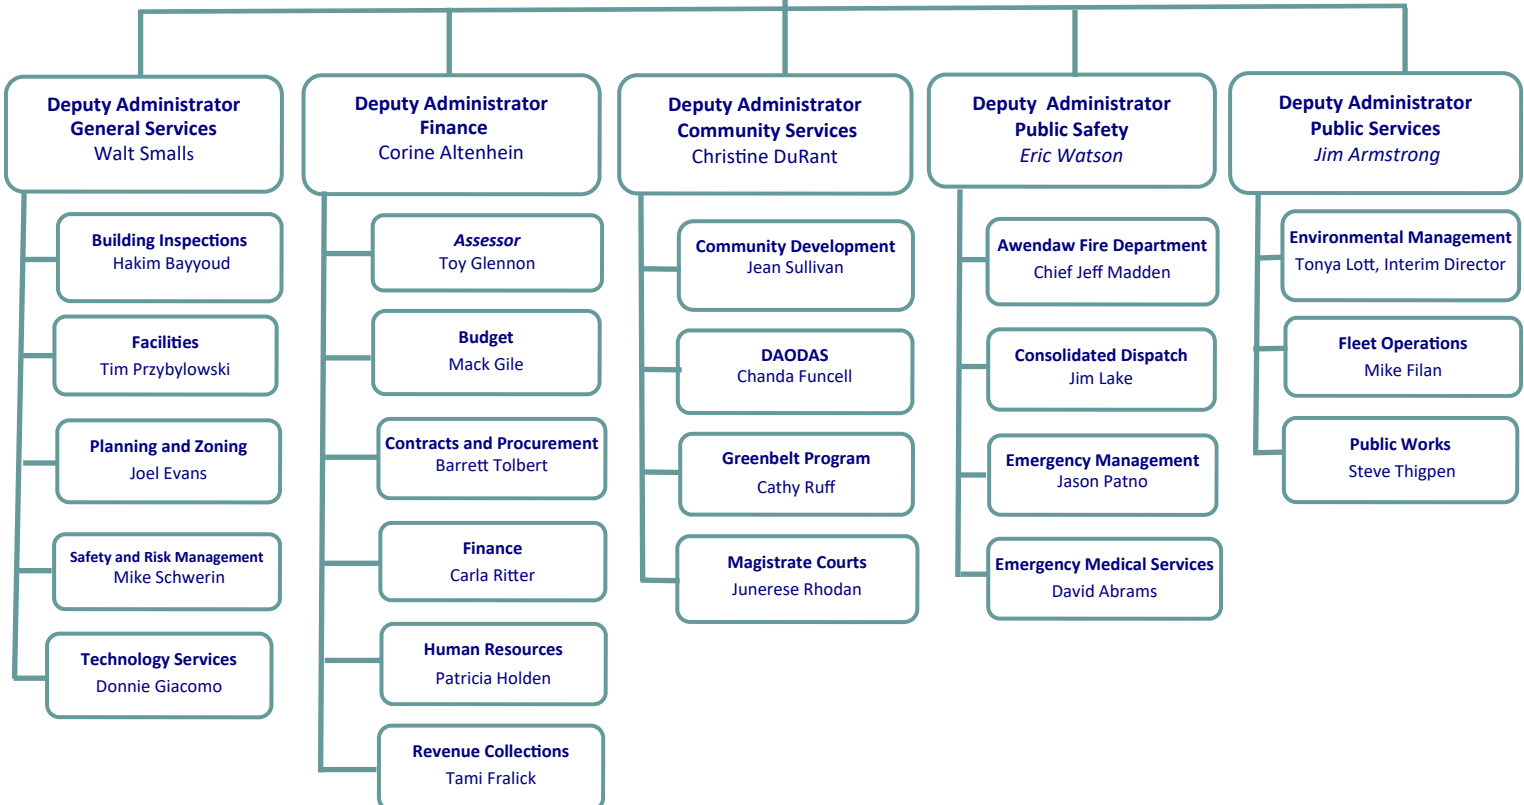 Deputy Administrator
General Services
Walt Smalls
Building Inspections
Hakim Bayyoud
Facilities
Tim Przybylowski
Planning and Zoning
Joel Evans
Safety and Risk Management
Mike Schwerin
Technology Services
Donnie Giacomo
Deputy Administrator
Finance
Corine Altenhein
Assessor
Toy Glennon
Budget
Mack Gile
Contracts and Procurement
Barrett Tolbert
Finance
Carla Ritter
Human Resources
Patricia Holden
Revenue Collections
Tami Fralick
Deputy Administrator
Community Services
Christine DuRant
Community Development
Jean Sullivan
DAODAS
Chanda Funcell
Greenbelt Program
Cathy Ruff
Magistrate Courts
Junerese Rhodan
Deputy Administrator
Public Safety
Eric Watson
Awendaw Fire Department
Chief Jeff Madden
Consolidated Dispatch
Jim Lake
Emergency Management
Jason Patno
Emergency Medical Services
David Abrams
Deputy Administrator
Public Services
Jim Armstrong
Environmental Management
Tonya Lott, Interim Director
Fleet Operations
Mike Filan
Public Works
Steve Thigpen